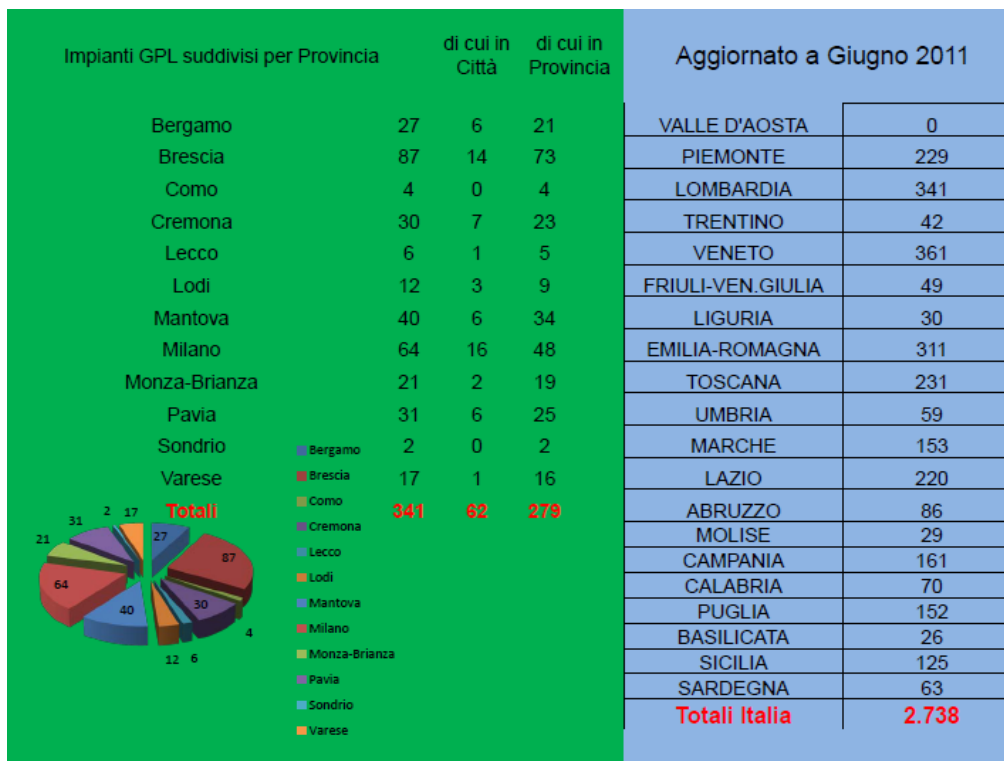 Impianti GPL suddivisi per Provincia
di cui in
Città
di cui in
Provincia
Bergamo 27 6 21
Brescia 87 14 73
Como 4 0 4
Cremona 30 7 23
Lecco 6 1 5
Lodi 12 3 9
Mantova 40 6 34
Milano 64 16 48
Monza-Brianza 21 2 19
Pavia 31 6 25
Sondrio 2 0 2
Varese 17 1 16
Totali 341 62 279
27
87
4
30
6
12
40
64
21
31
2
17
Bergamo
Brescia
Como
Cremona
Lecco
Lodi
Mantova
Milano
Monza-Brianza
Pavia
Sondrio
Varese
Aggiornato a Giugno 2011
VALLE D'AOSTA 0
PIEMONTE 229
LOMBARDIA 341
TRENTINO 42
VENETO 361
FRIULI-VEN.GIULIA 49
LIGURIA 30
EMILIA-ROMAGNA 311
TOSCANA 231
UMBRIA 59
MARCHE 153
LAZIO 220
ABRUZZO 86
MOLISE 29
CAMPANIA 161
CALABRIA 70
PUGLIA 152
BASILICATA 26
SICILIA 125
SARDEGNA 63
Totali Italia 2.738